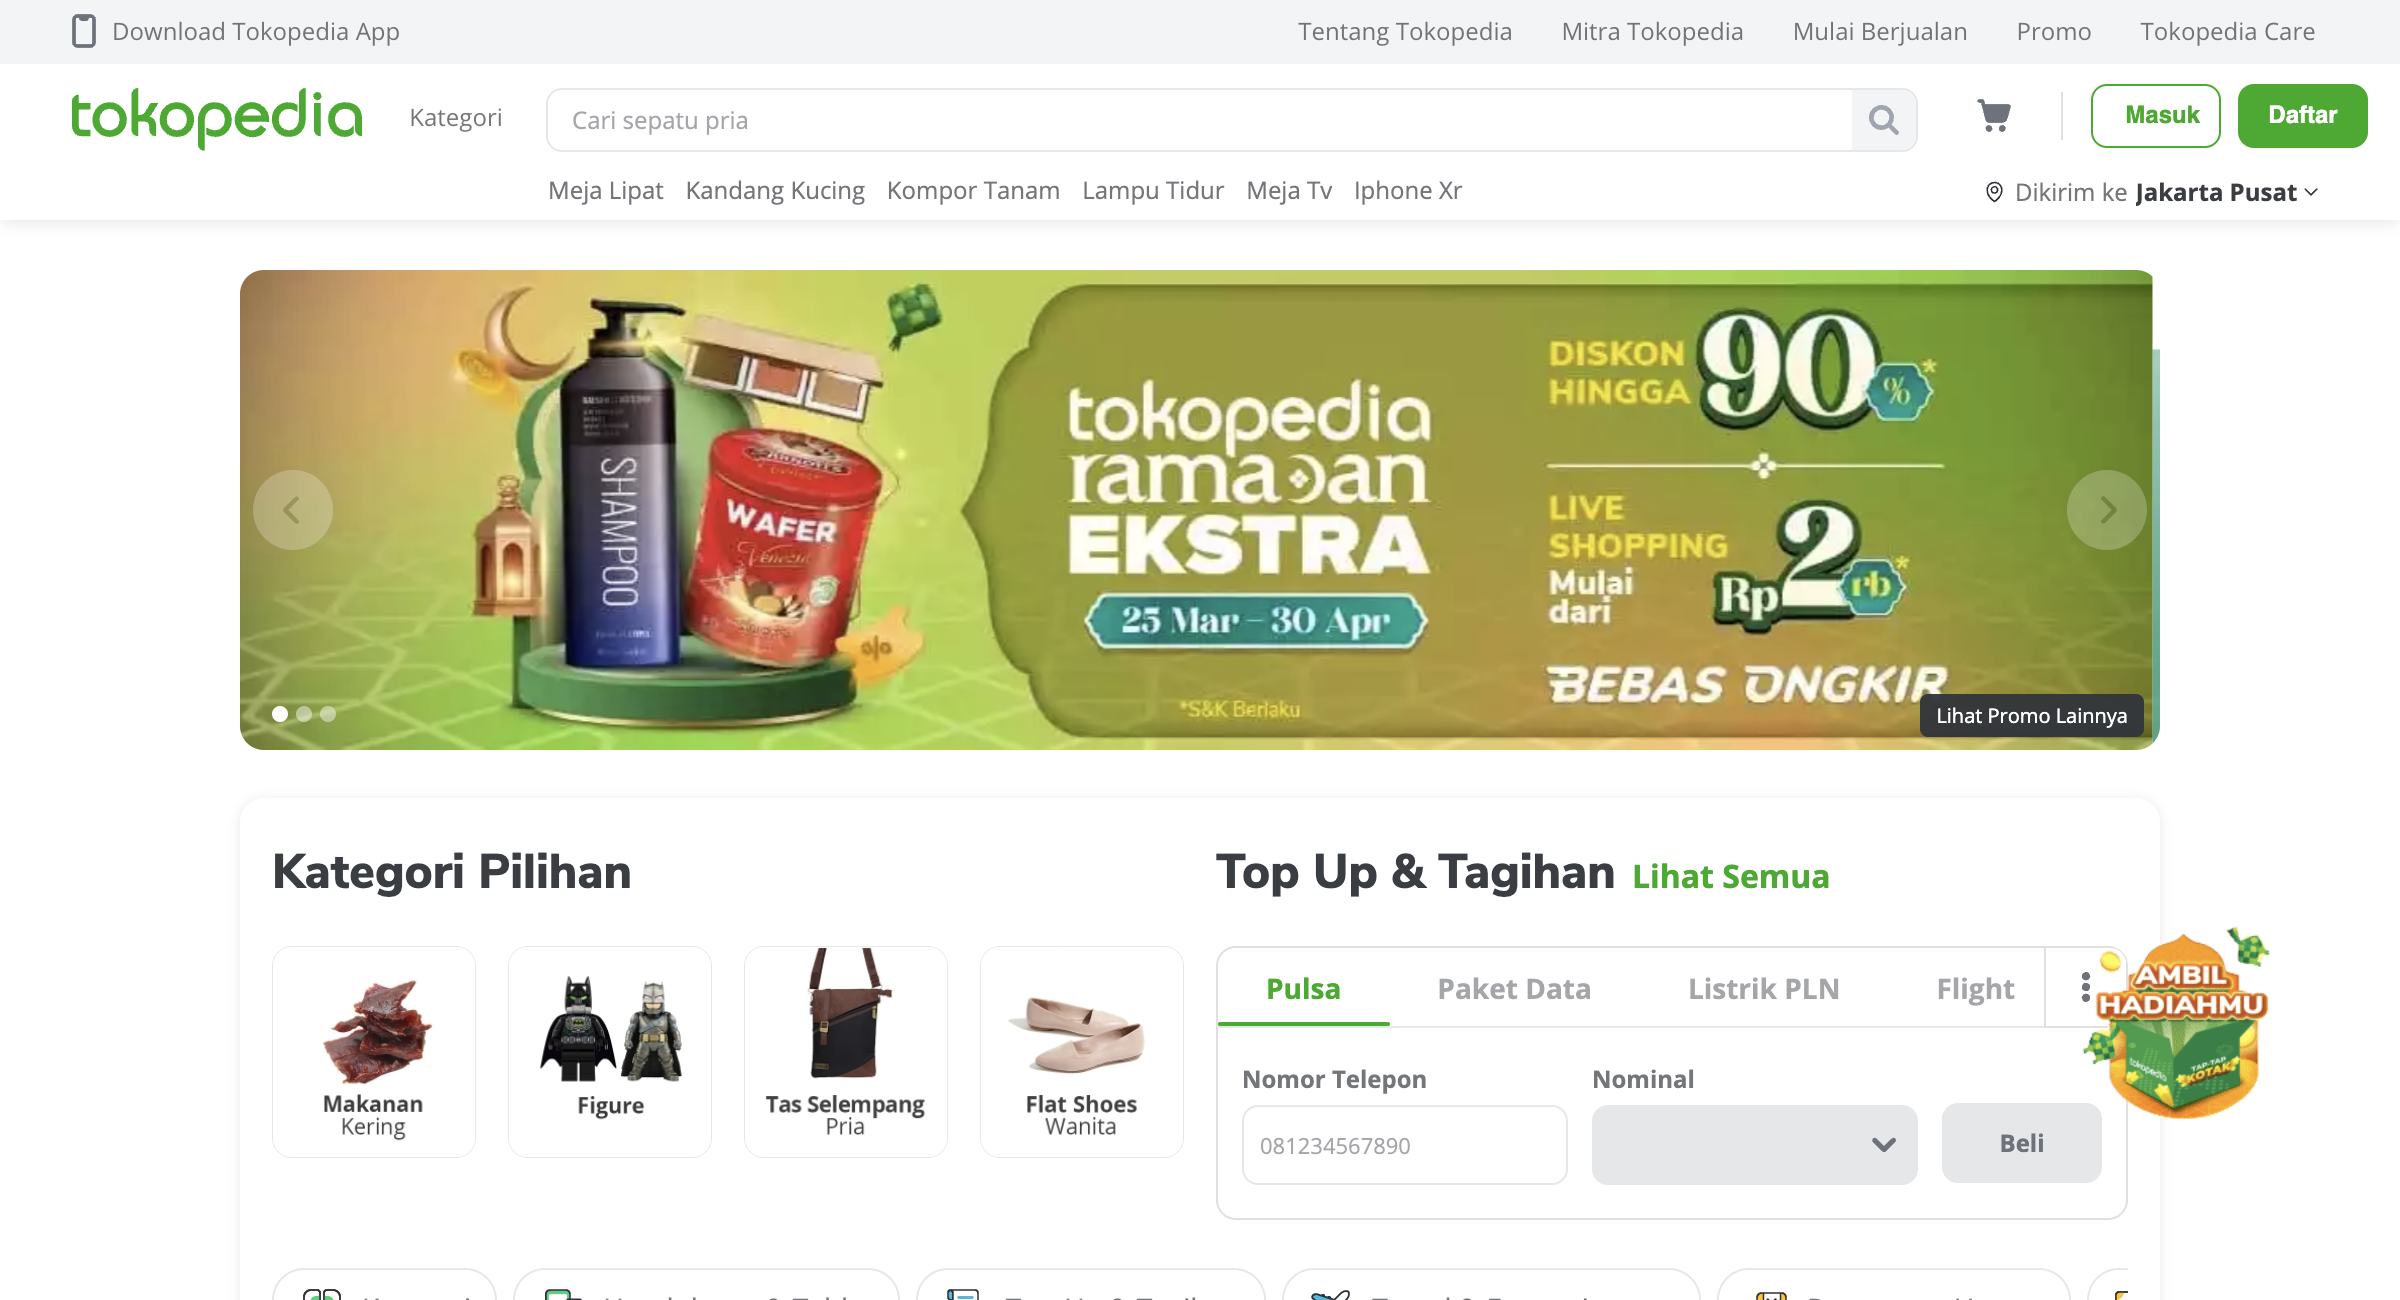 Download Tokopedia App
Tentang Tokopedia Mitra Tokopedia Mulai Berjualan Promo Tokopedia Care
tokopedia
Kategori
Cari sepatu pria
Masuk
Daftar
Meja Lipat Kandang Kucing Kompor Tanam Lampu Tidur Meja Tv Iphone Xr
Dikirim ke Jakarta Pusat
SHAMPOO
WAFER
Venezia
tokopedia
ramadan
EKSTRA
25 Mar – 30 Apr
*S&K Berlaku
DISKON
HINGGA
90%*
LIVE
SHOPPING
Mulai
dari
Rp2rb*
BEBAS ONGKIR
Lihat Promo Lainnya
Kategori Pilihan
Makanan
Kering
Figure
Tas Selempang
Pria
Flat Shoes
Wanita
Top Up & Tagihan Lihat Semua
Pulsa Paket Data Listrik PLN Flight
Nomor Telepon
081234567890
Nominal
Beli
AMBIL
HADIAHMU
tokopedia
TAP-TAP
KOTAK